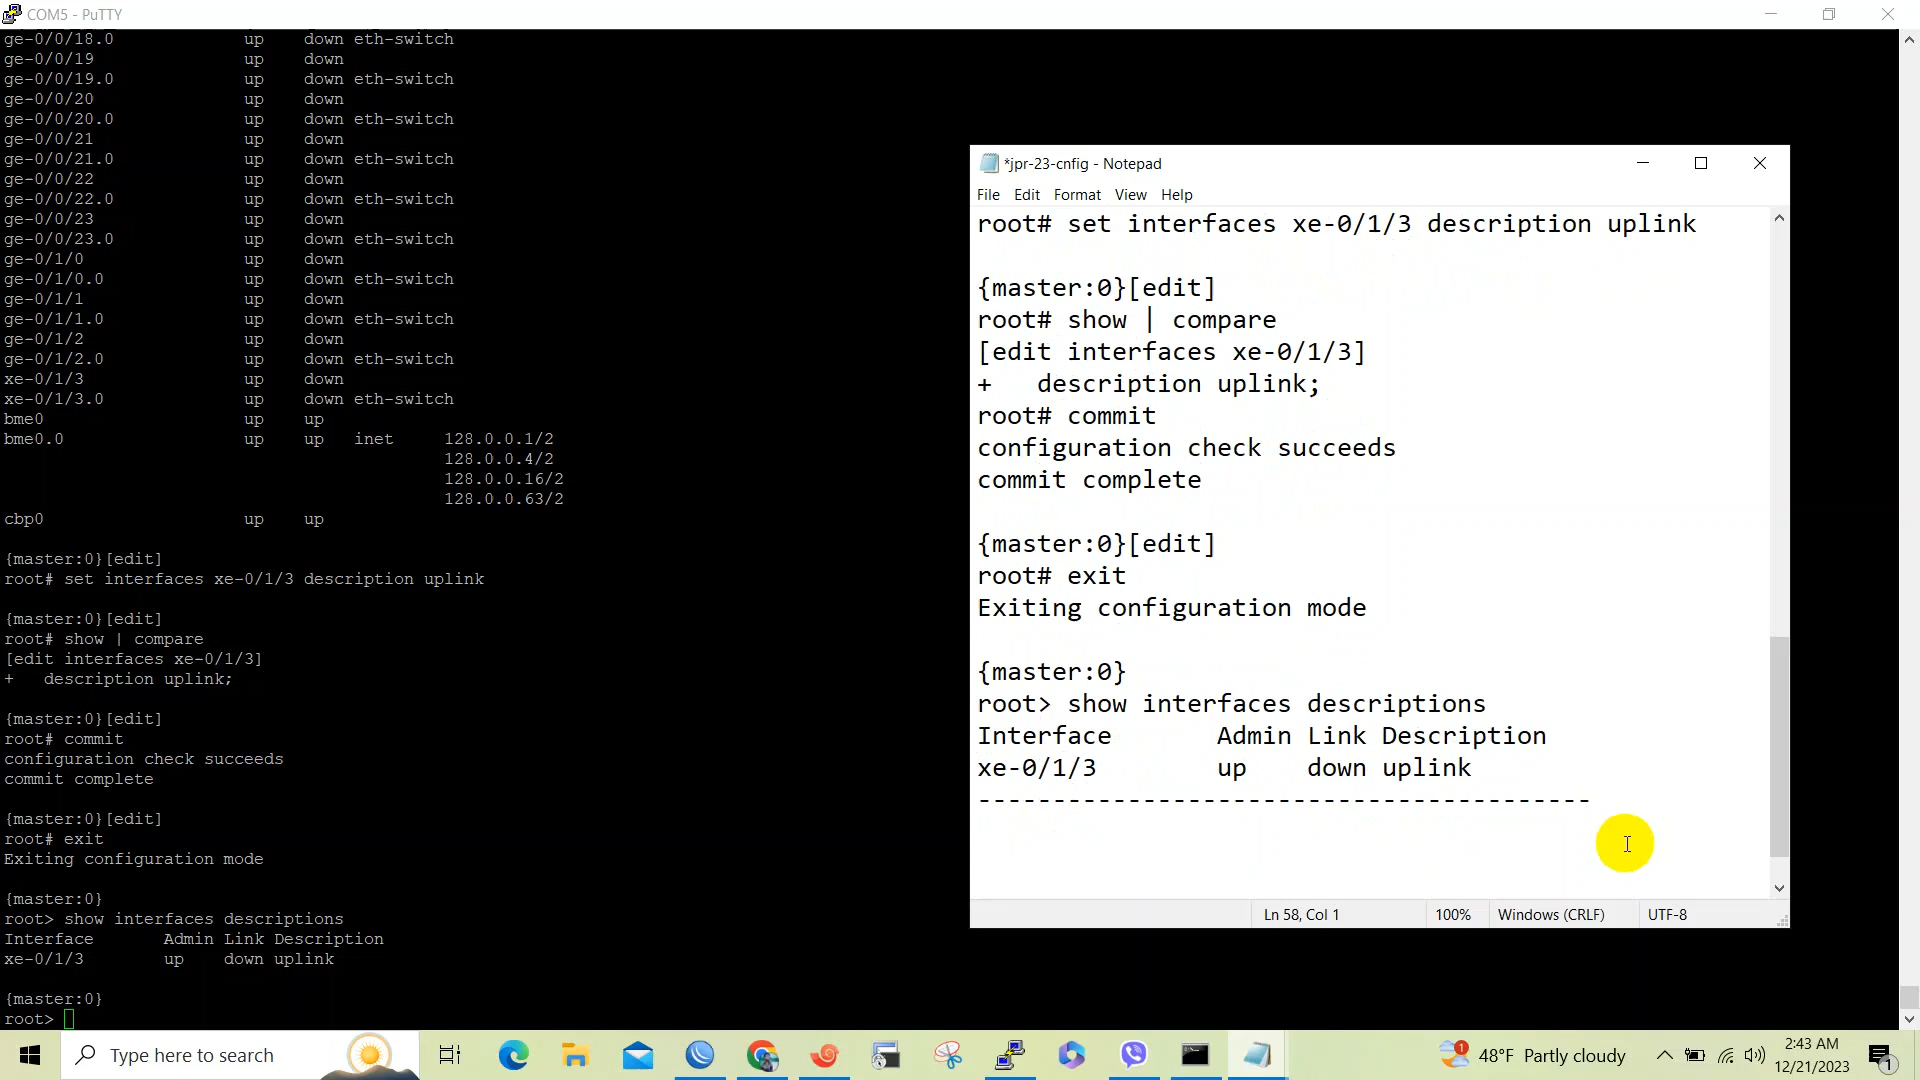 COM5 - PuTTY
ge-0/0/18.0 up down eth-switch
ge-0/0/19 up down
ge-0/0/19.0 up down eth-switch
ge-0/0/20 up down
ge-0/0/20.0 up down eth-switch
ge-0/0/21 up down
ge-0/0/21.0 up down eth-switch
ge-0/0/22 up down
ge-0/0/22.0 up down eth-switch
ge-0/0/23 up down
ge-0/0/23.0 up down eth-switch
ge-0/1/0 up down
ge-0/1/0.0 up down eth-switch
ge-0/1/1 up down
ge-0/1/1.0 up down eth-switch
ge-0/1/2 up down
ge-0/1/2.0 up down eth-switch
xe-0/1/3 up down
xe-0/1/3.0 up down eth-switch
bme0 up up
bme0.0 up up inet 128.0.0.1/2
128.0.0.4/2
128.0.0.16/2
128.0.0.63/2
cbp0 up up
{master:0}[edit]
root# set interfaces xe-0/1/3 description uplink
{master:0}[edit]
root# show | compare
[edit interfaces xe-0/1/3]
+ description uplink;
{master:0}[edit]
root# commit
configuration check succeeds
commit complete
{master:0}[edit]
root# exit
Exiting configuration mode
{master:0}
root> show interfaces descriptions
Interface Admin Link Description
xe-0/1/3 up down uplink
{master:0}
root>
*jpr-23-cnfig - Notepad
File Edit Format View Help
root# set interfaces xe-0/1/3 description uplink
{master:0}[edit]
root# show | compare
[edit interfaces xe-0/1/3]
+ description uplink;
root# commit
configuration check succeeds
commit complete
{master:0}[edit]
root# exit
Exiting configuration mode
{master:0}
root> show interfaces descriptions
Interface Admin Link Description
xe-0/1/3 up down uplink
-----------------------------------------
Ln 58, Col 1 100% Windows (CRLF) UTF-8
Type here to search
48°F Partly cloudy
2:43 AM
12/21/2023
1
1